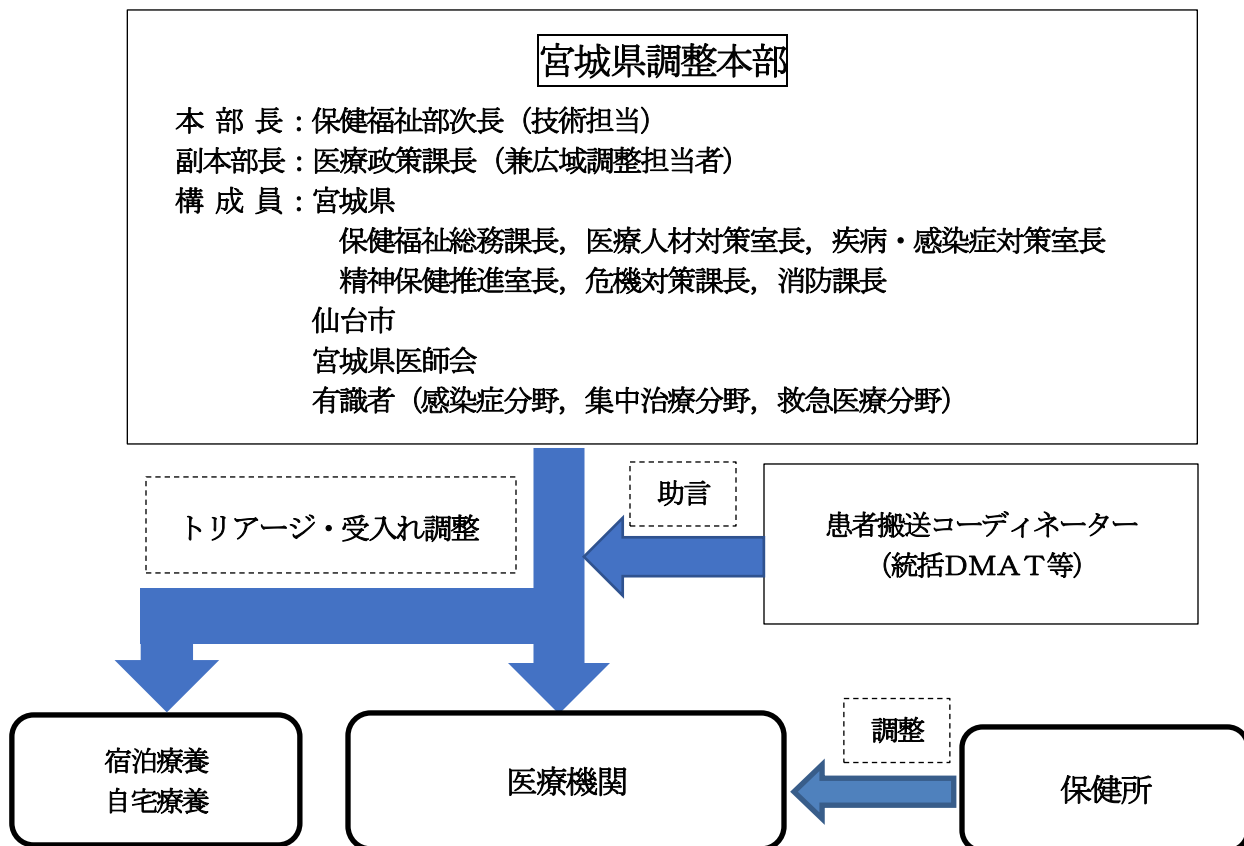 宮城県調整本部
本 部 長：保健福祉部次長（技術担当）
副本部長：医療政策課長（兼広域調整担当者）
構 成 員：宮城県
保健福祉総務課長，医療人材対策室長，疾病・感染症対策室長
精神保健推進室長，危機対策課長，消防課長
仙台市
宮城県医師会
有識者（感染症分野，集中治療分野，救急医療分野）
トリアージ・受入れ調整
助言
患者搬送コーディネーター
（統括DMAT等）
宿泊療養
自宅療養
医療機関
調整
保健所